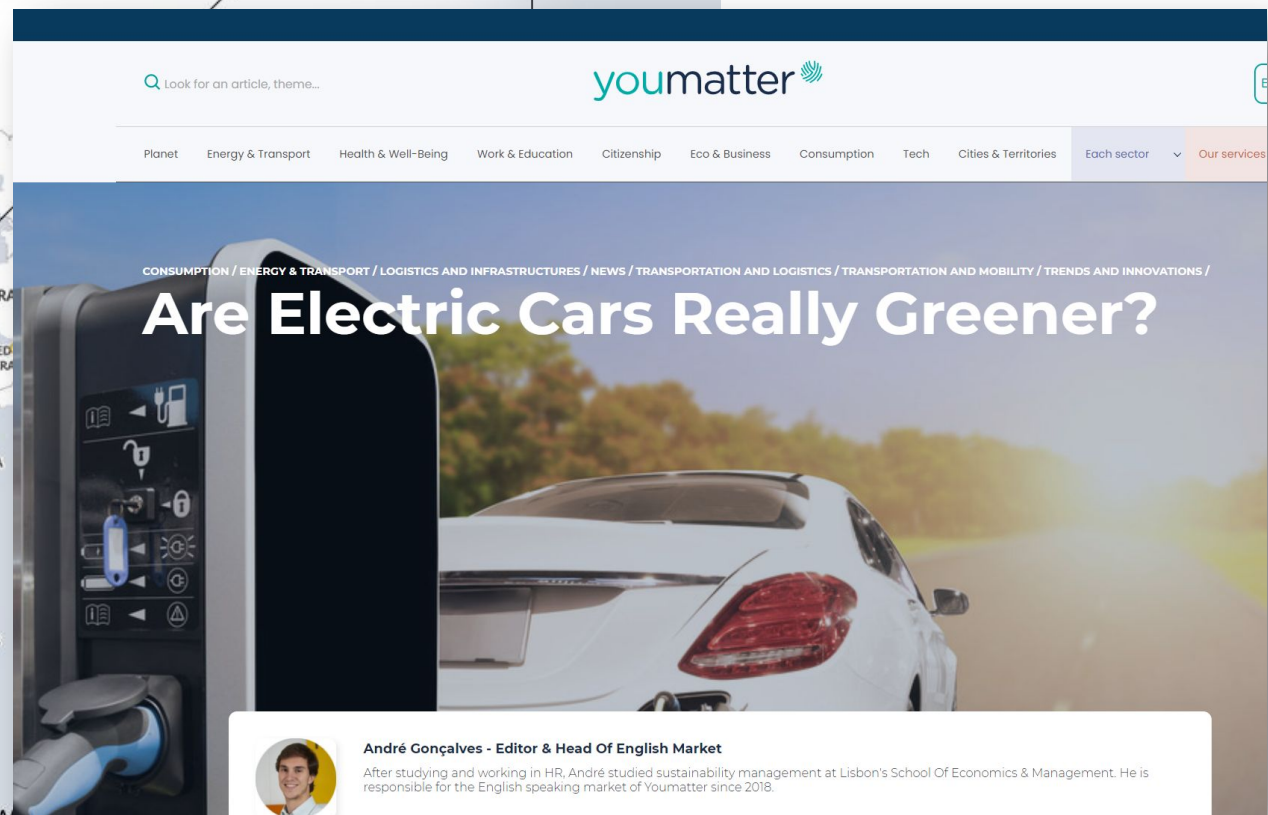 Look for an article, theme...
youmatter
Planet Energy & Transport Health & Well-Being Work & Education Citizenship Eco & Business Consumption Tech Cities & Territories Each sector Our services
CONSUMPTION / ENERGY & TRANSPORT / LOGISTICS AND INFRASTRUCTURES / NEWS / TRANSPORTATION AND LOGISTICS / TRANSPORTATION AND MOBILITY / TRENDS AND INNOVATIONS /
Are Electric Cars Really Greener?
André Gonçalves - Editor & Head Of English Market
After studying and working in HR, André studied sustainability management at Lisbon's School Of Economics & Management. He is
responsible for the English speaking market of Youmatter since 2018.